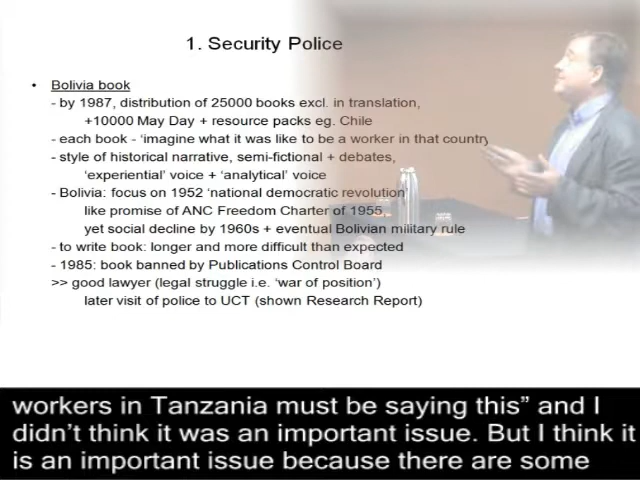 1. Security Police
• Bolivia book
- by 1987, distribution of 25000 books excl. in translation,
+10000 May Day + resource packs eg. Chile
- each book - ‘imagine what it was like to be a worker in that country
- style of historical narrative, semi-fictional + debates,
‘experiential’ voice + ‘analytical’ voice
- Bolivia: focus on 1952 ‘national democratic revolution’
like promise of ANC Freedom Charter of 1955,
yet social decline by 1960s + eventual Bolivian military rule
- to write book: longer and more difficult than expected
- 1985: book banned by Publications Control Board
>> good lawyer (legal struggle i.e. ‘war of position’)
later visit of police to UCT (shown Research Report)
workers in Tanzania must be saying this” and I
didn’t think it was an important issue. But I think it
is an important issue because there are some